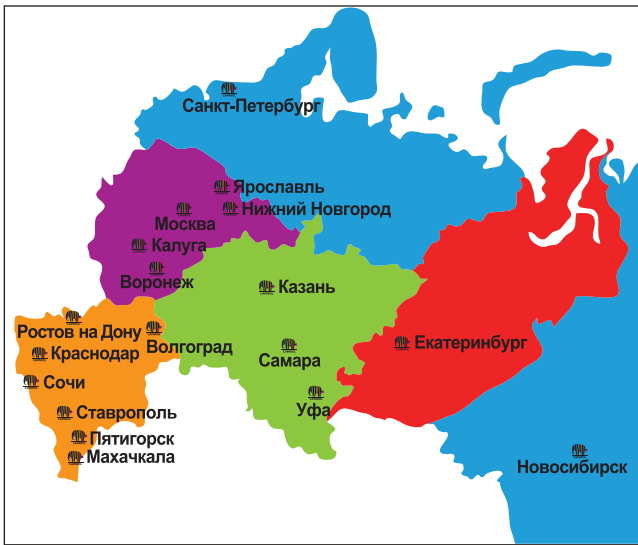 Санкт-Петербург
Ярославль
Нижний Новгород
Москва
Калуга
Воронеж
Казань
Ростов на Дону
Волгоград
Екатеринбург
Краснодар
Самара
Сочи
Уфа
Ставрополь
Пятигорск
Махачкала
Новосибирск